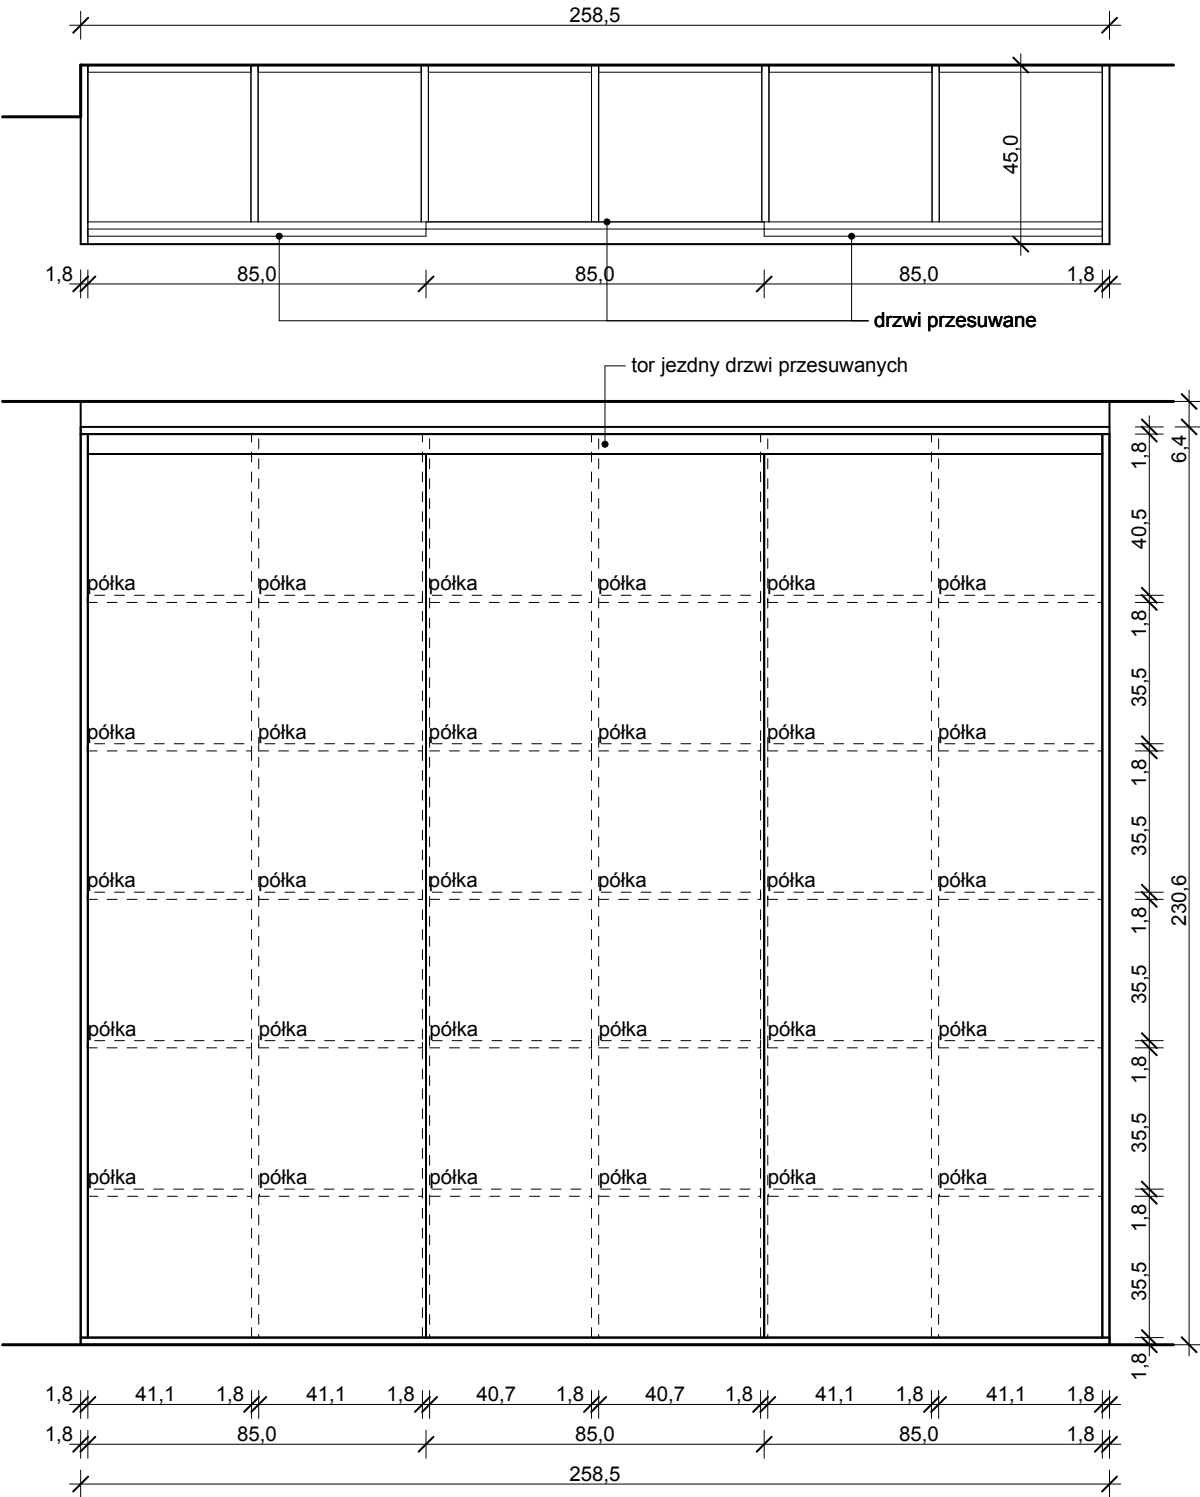 258,5
45,0
1,8 85,0 85,0 85,0 1,8
drzwi przesuwane
tor jezdny drzwi przesuwanych
6,4
1,8
40,5
półka półka półka półka półka półka
1,8
35,5
półka półka półka półka półka półka
1,8
35,5
półka półka półka półka półka półka
230,6
1,8
35,5
półka półka półka półka półka półka
1,8
35,5
półka półka półka półka półka półka
1,8
35,5
1,8
1,8 41,1 1,8 41,1 1,8 40,7 1,8 40,7 1,8 41,1 1,8 41,1 1,8
1,8 85,0 85,0 85,0 1,8
258,5